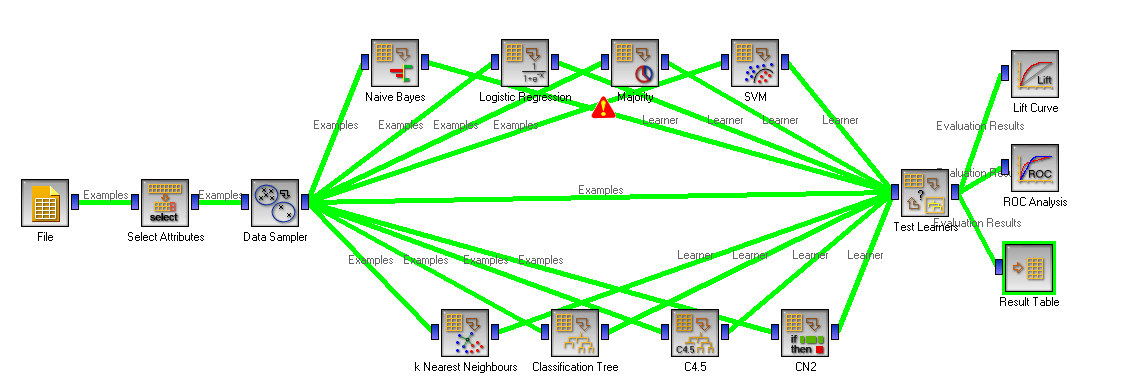 Lift
Naive Bayes
Logistic Regression
1+e-x
Majority
SVM
Lift Curve
Examples Examples Examples Examples
Learner Learner Learner Learner
Evaluation Results
ROC
Evaluation Res
Examples Examples
select
Examples
?
ROC Analysis
File
Select Attributes
Data Sampler
Test Learners
Evaluation Results
Examples Examples Examples Examples
Learner Learner Learner Learner
Result Table
C4.5
if
then
k Nearest Neighbours
Classification Tree
C4.5
CN2